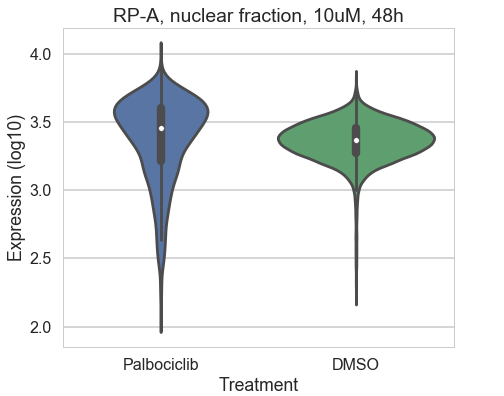 RP-A, nuclear fraction, 10uM, 48h
4.0
3.5
3.0
2.5
2.0
Expression (log10)
Palbociclib
DMSO
Treatment